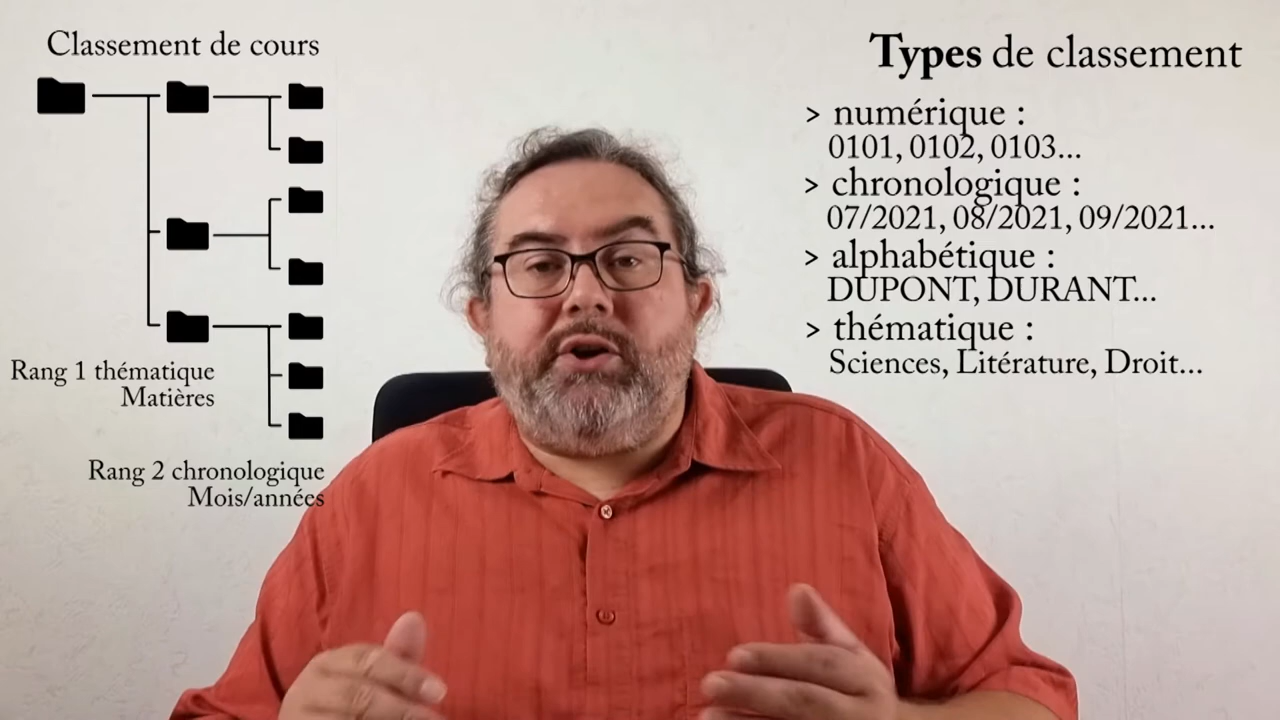 Classement de cours
Rang 1 thématique
Matières
Rang 2 chronologique
Mois/années
Types de classement
> numérique :
0101, 0102, 0103...
> chronologique :
07/2021, 08/2021, 09/2021...
> alphabétique :
DUPONT, DURANT...
> thématique :
Sciences, Litérature, Droit...